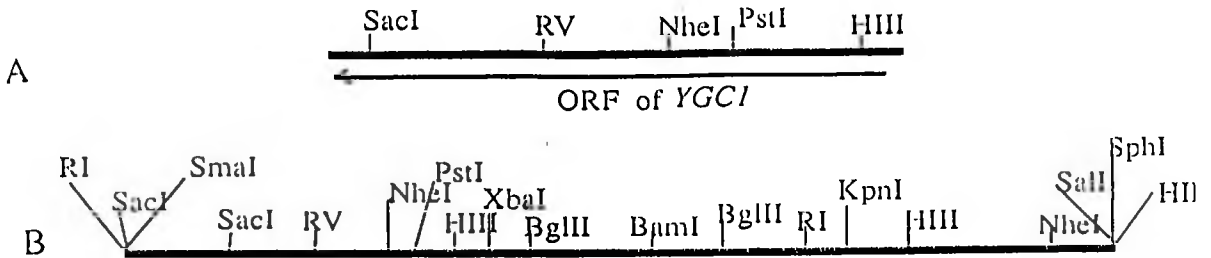 SacI RV NheI PstI HIII
A
ORF of YGC1
RI SacI SmaI SacI RV NheI PstI HIII XbaI BglII BamI BglII RI KpnI HIII NheI SalI SphI HII
B